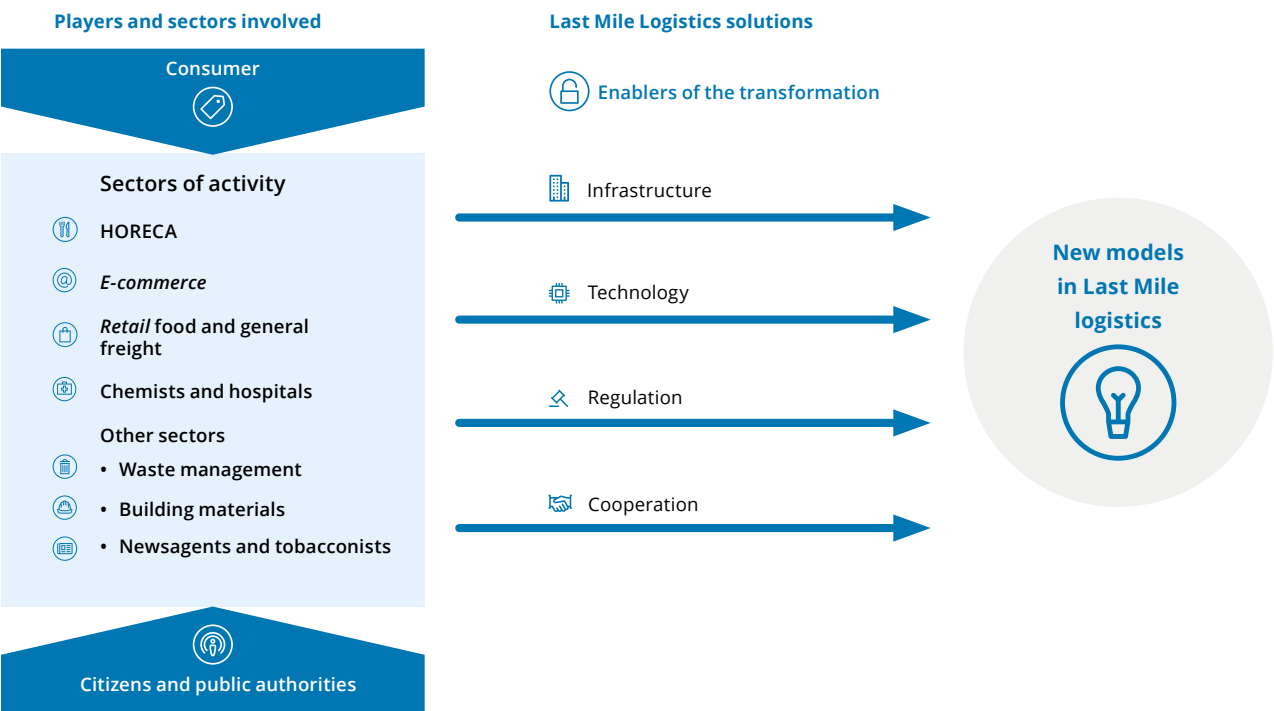 Players and sectors involved
Consumer
Sectors of activity
HORECA
E-commerce
Retail food and general
freight
Chemists and hospitals
Other sectors
• Waste management
• Building materials
• Newsagents and tobacconists
Citizens and public authorities
Last Mile Logistics solutions
Enablers of the transformation
Infrastructure
Technology
Regulation
Cooperation
New models
in Last Mile
logistics